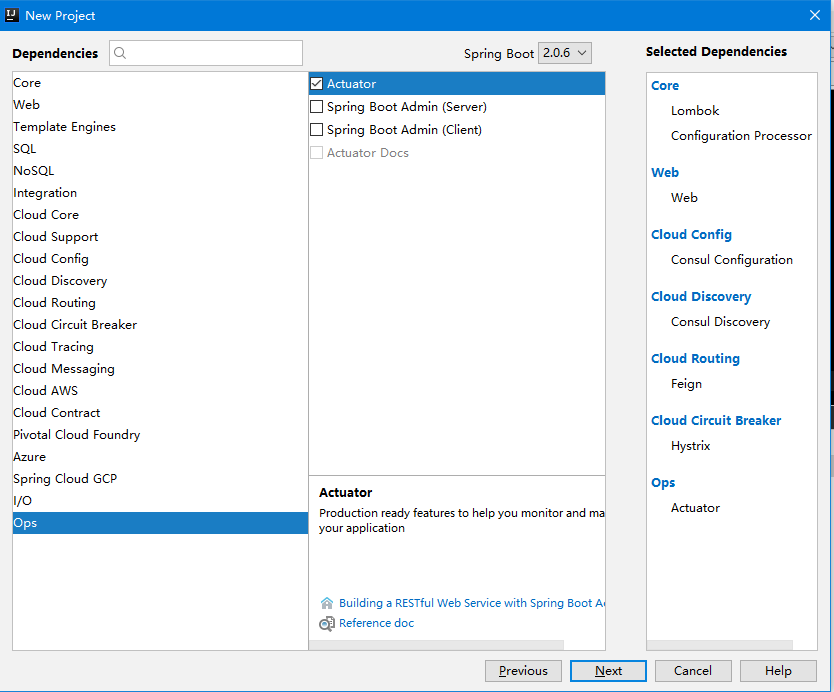 New Project
Dependencies
Spring Boot 2.0.6
Core
Web
Template Engines
SQL
NoSQL
Integration
Cloud Core
Cloud Support
Cloud Config
Cloud Discovery
Cloud Routing
Cloud Circuit Breaker
Cloud Tracing
Cloud Messaging
Cloud AWS
Cloud Contract
Pivotal Cloud Foundry
Azure
Spring Cloud GCP
I/O
Ops
Actuator
Spring Boot Admin (Server)
Spring Boot Admin (Client)
Actuator Docs
Actuator
Production ready features to help you monitor and ma
your application
Building a RESTful Web Service with Spring Boot Ac
Reference doc
Selected Dependencies
Core
Lombok
Configuration Processor
Web
Web
Cloud Config
Consul Configuration
Cloud Discovery
Consul Discovery
Cloud Routing
Feign
Cloud Circuit Breaker
Hystrix
Ops
Actuator
Previous
Next
Cancel
Help